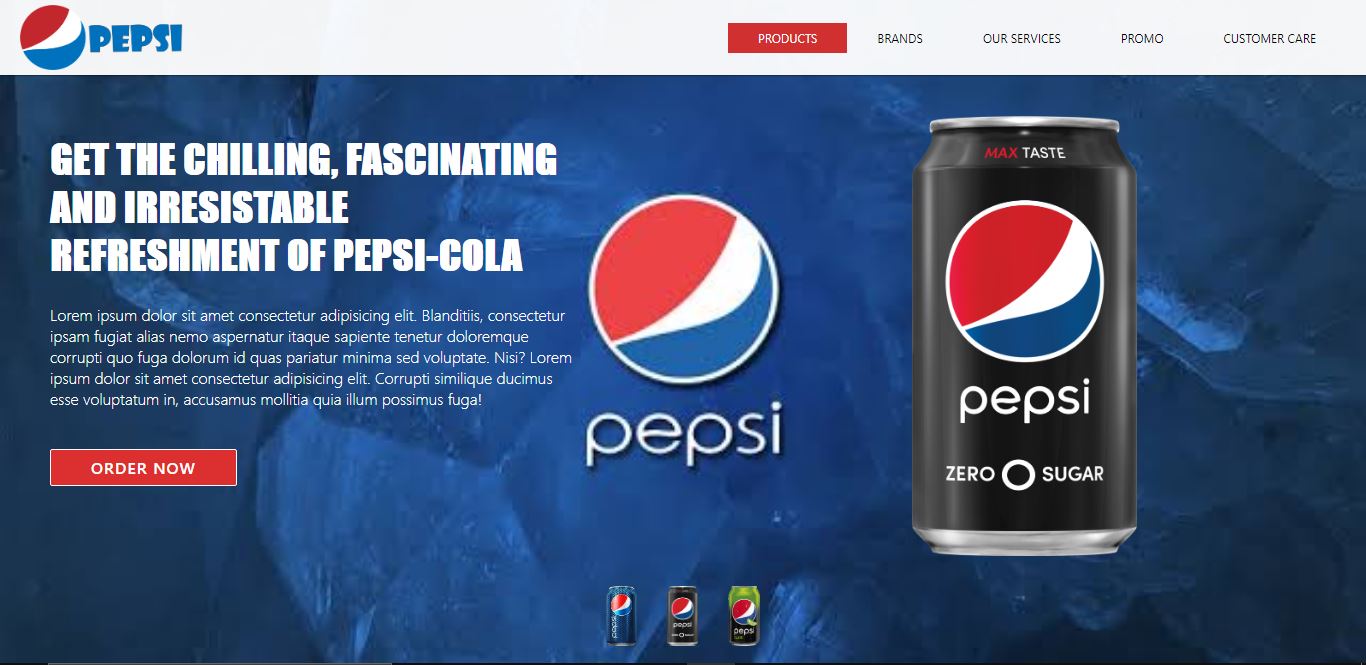 PEPSI
PRODUCTS
BRANDS
OUR SERVICES
PROMO
CUSTOMER CARE
GET THE CHILLING, FASCINATING
AND IRRESISTABLE
REFRESHMENT OF PEPSI-COLA
Lorem ipsum dolor sit amet consectetur adipisicing elit. Blanditiis, consectetur
ipsam fugiat alias nemo aspernatur itaque sapiente tenetur doloremque
corrupti quo fuga dolorum id quas pariatur minima sed voluptate. Nisi? Lorem
ipsum dolor sit amet consectetur adipisicing elit. Corrupti similique ducimus
esse voluptatum in, accusamus mollitia quia illum possimus fuga!
ORDER NOW
pepsi
MAX TASTE
pepsi
ZERO SUGAR
pepsi
pepsi
pepsi